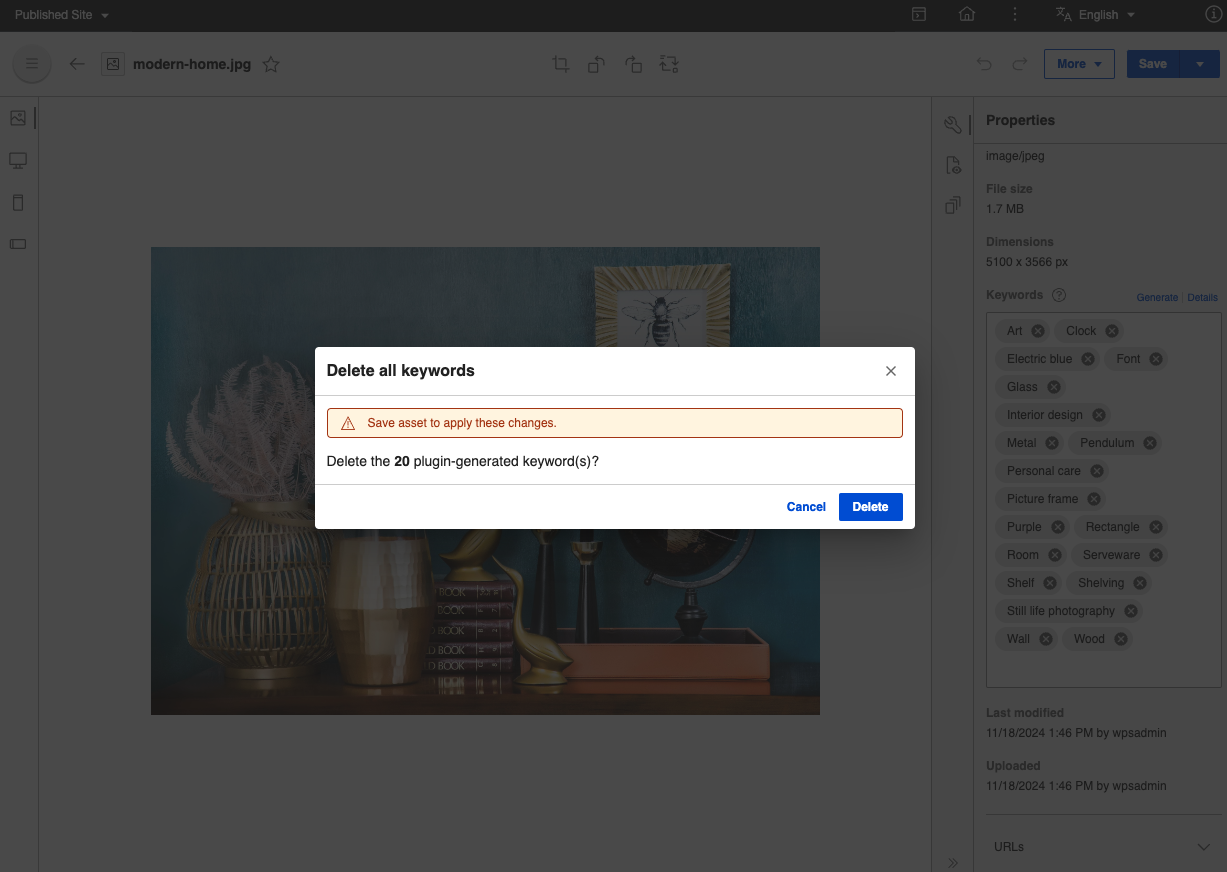 Published Site English
modern-home.jpg More Save
Properties
image/jpeg
File size
1.7 MB
Dimensions
5100 x 3566 px
Keywords Generate | Details
Art Clock
Electric blue Font
Glass
Interior design
Metal Pendulum
Personal care
Picture frame
Purple Rectangle
Room Serveware
Shelf Shelving
Still life photography
Wall Wood
Last modified
11/18/2024 1:46 PM by wpsadmin
Uploaded
11/18/2024 1:46 PM by wpsadmin
URLs
Delete all keywords
Save asset to apply these changes.
Delete the 20 plugin-generated keyword(s)?
Cancel Delete
BOOK
BOOK
BOOK
BOOK
BOOK